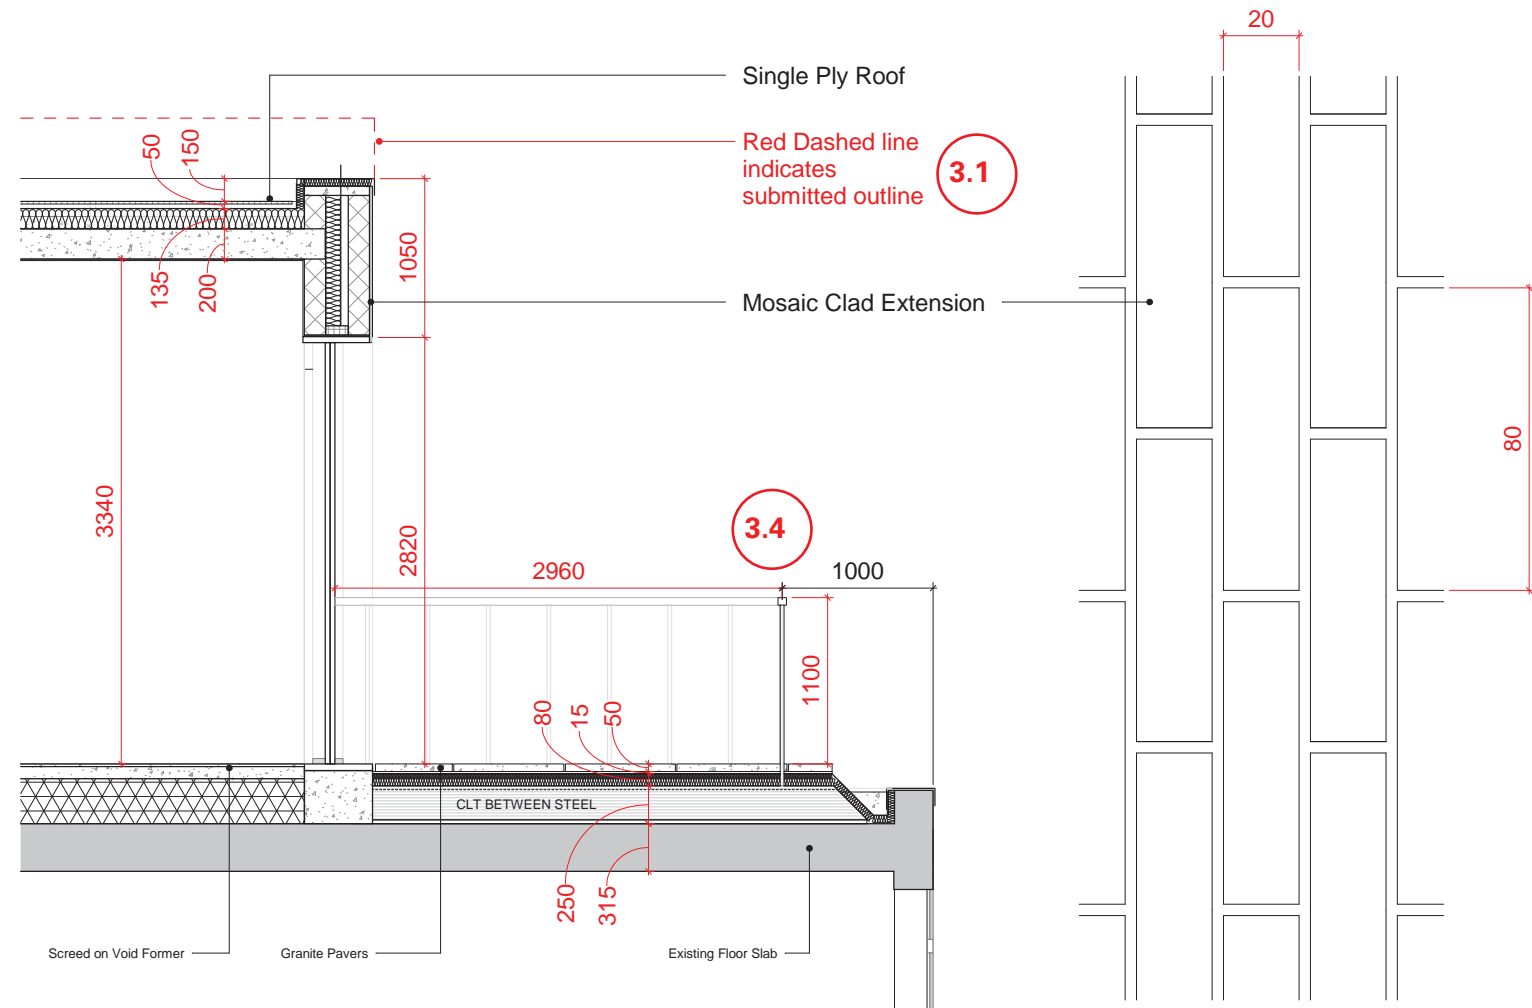 20
Single Ply Roof
Red Dashed line
indicates
submitted outline
3.1
50
150
135
200
1050
Mosaic Clad Extension
80
3340
2820
3.4
2960
1000
1100
80
15
50
CLT BETWEEN STEEL
250
315
Screed on Void Former
Granite Pavers
Existing Floor Slab